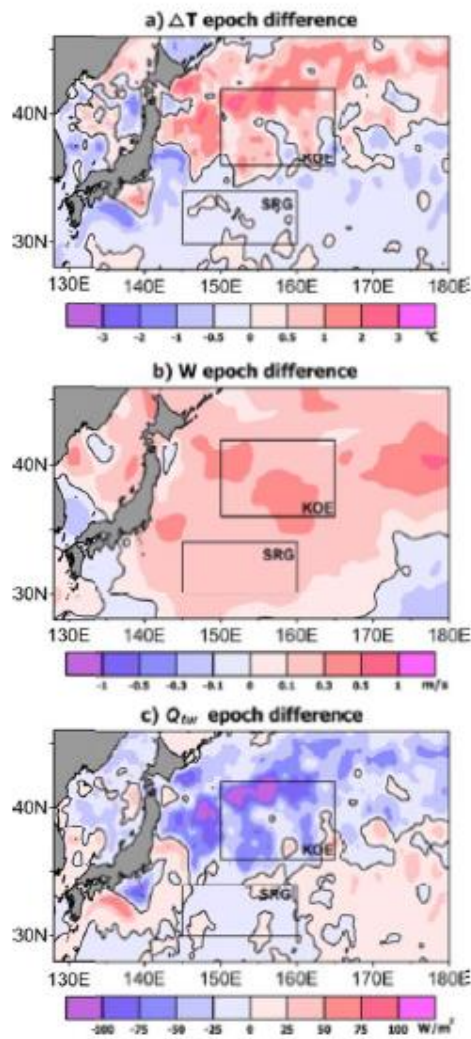 a) △T epoch difference
40N
30N
KOE
SRG
130E 140E 150E 160E 170E 180E
-3 -2 -1 -0.5 0 0.5 1 2 3 °C
b) W epoch difference
40N
30N
KOE
SRG
130E 140E 150E 160E 170E 180E
-1 -0.5 -0.3 -0.1 0 0.1 0.3 0.5 1 m/s
c) Qtur epoch difference
40N
30N
KOE
SRG
130E 140E 150E 160E 170E 180E
-100 -75 -50 -25 0 25 50 75 100 W/m²